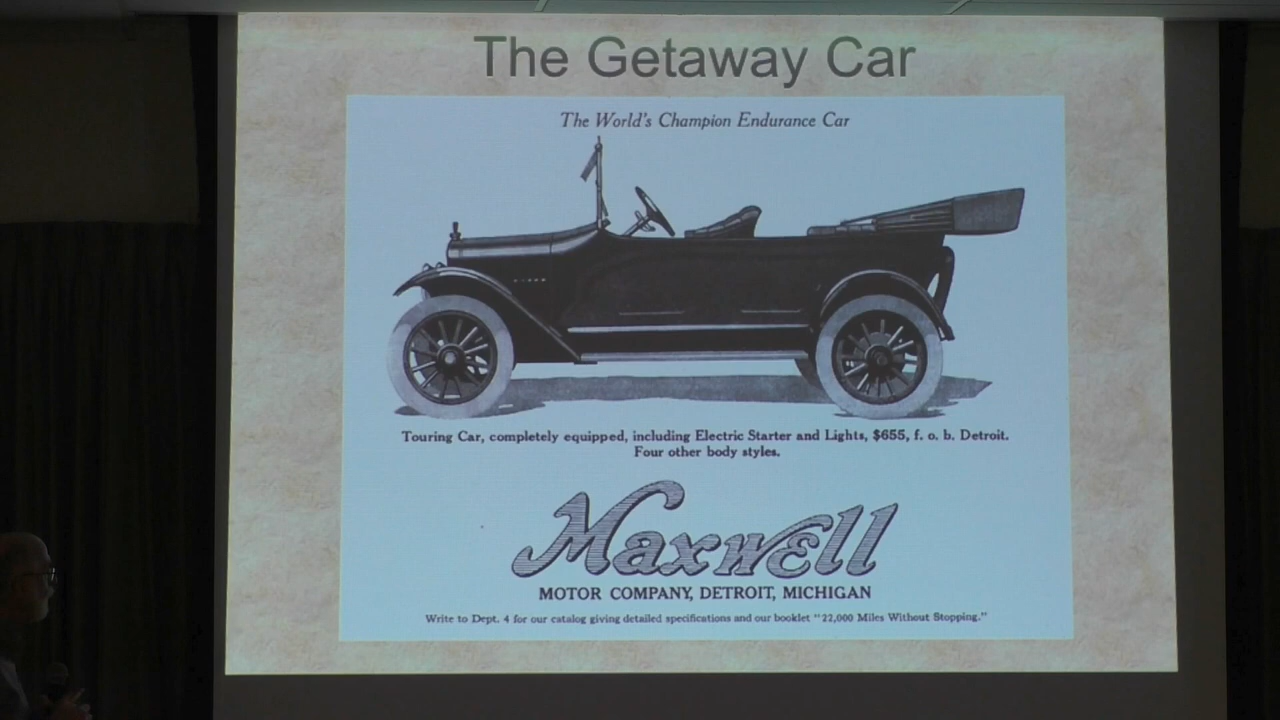 The Getaway Car
The World's Champion Endurance Car
Touring Car, completely equipped, including Electric Starter and Lights, $655, f. o. b. Detroit.
Four other body styles.
Maxwell
MOTOR COMPANY, DETROIT, MICHIGAN
Write to Dept. 4 for our catalog giving detailed specifications and our booklet "22,000 Miles Without Stopping."